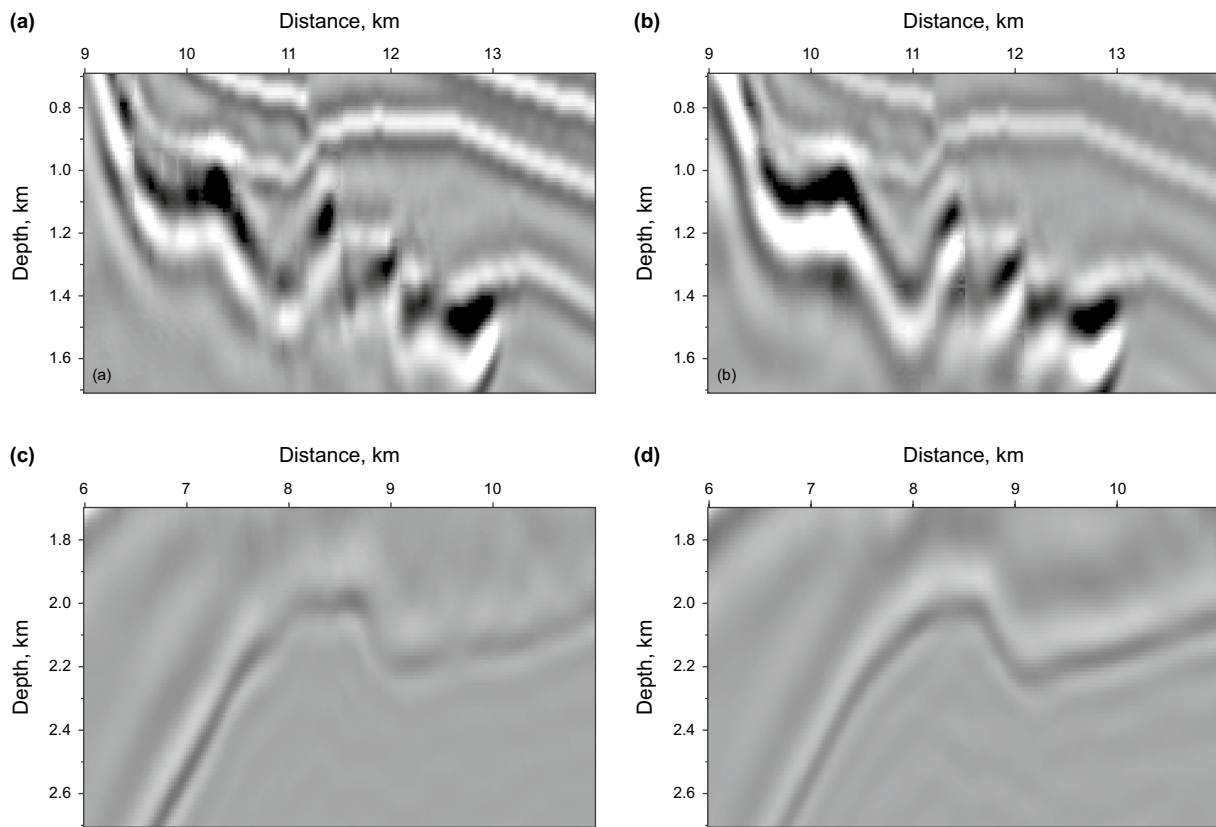 (a) Distance, km
9 10 11 12 13
Depth, km
0.8
1.0
1.2
1.4
1.6
(a)
(b) Distance, km
9 10 11 12 13
Depth, km
0.8
1.0
1.2
1.4
1.6
(b)
(c) Distance, km
6 7 8 9 10
Depth, km
1.8
2.0
2.2
2.4
2.6
(d) Distance, km
6 7 8 9 10
Depth, km
1.8
2.0
2.2
2.4
2.6